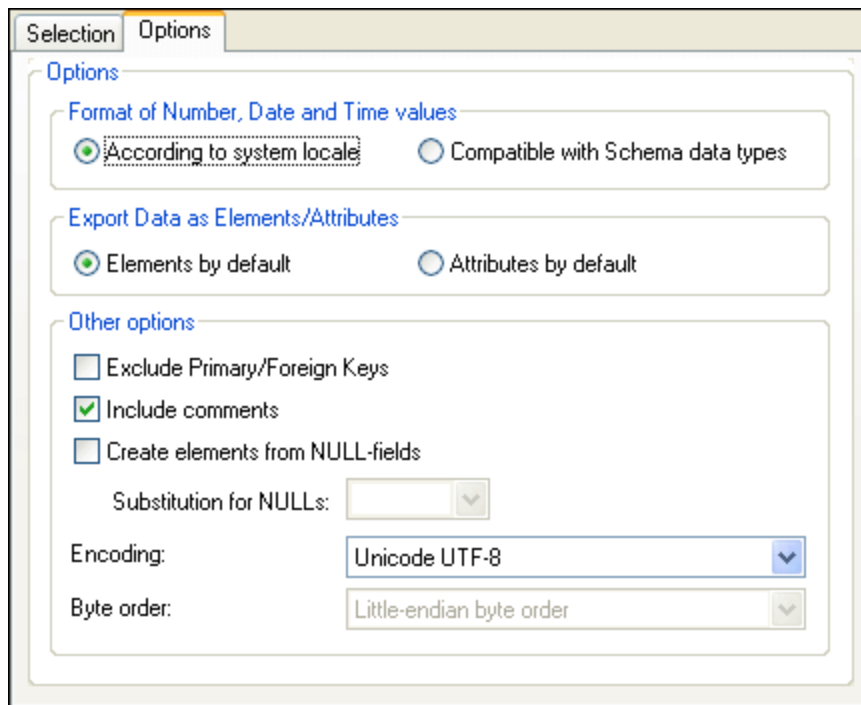 Selection Options
Options
Format of Number, Date and Time values
According to system locale Compatible with Schema data types
Export Data as Elements/Attributes
Elements by default Attributes by default
Other options
Exclude Primary/Foreign Keys
Include comments
Create elements from NULL-fields
Substitution for NULLs:
Encoding: Unicode UTF-8
Byte order: Little-endian byte order